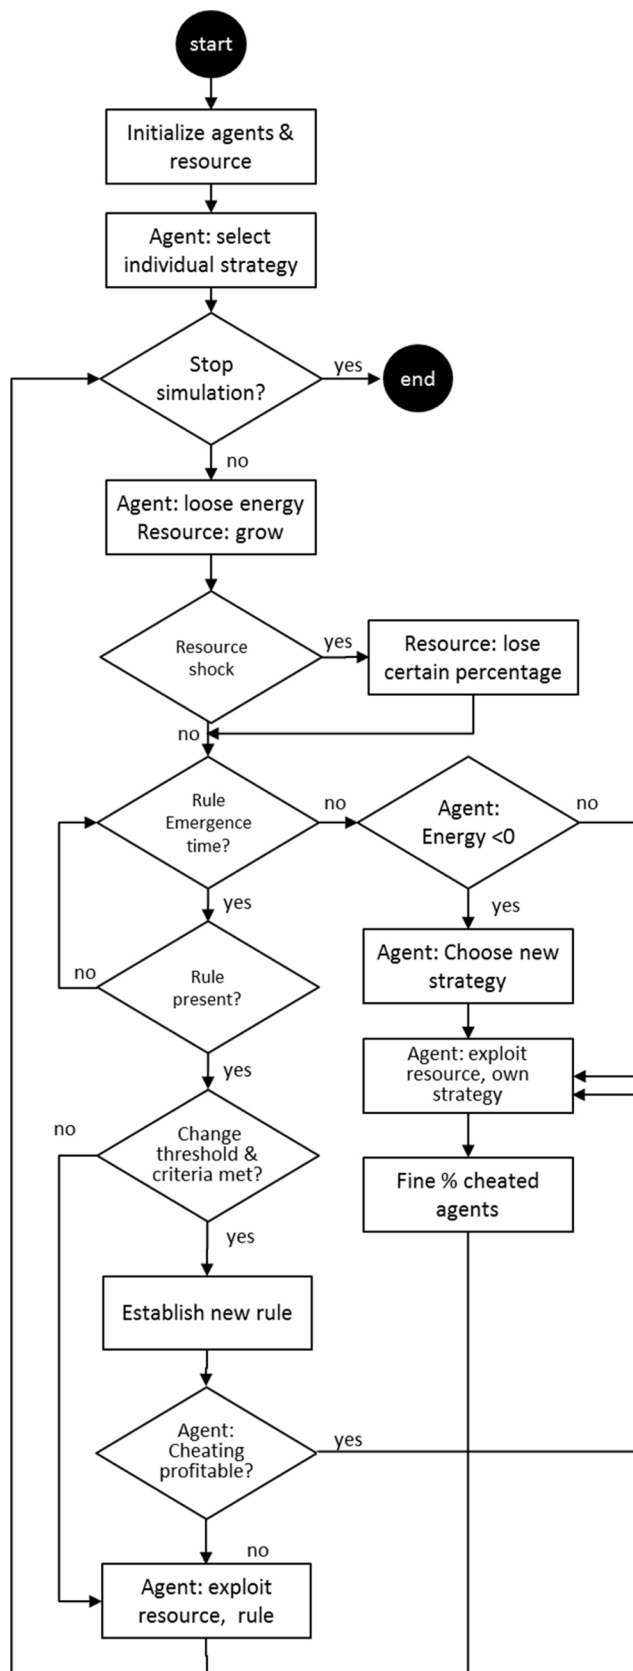 start
Initialize agents &
resource
Agent: select
individual strategy
Stop
simulation?
yes
end
no
Agent: loose energy
Resource: grow
Resource
shock
yes
Resource: lose
certain percentage
no
Rule
Emergence
time?
no
Agent:
Energy <0
no
yes
yes
Agent: Choose new
strategy
no
Rule
present?
Agent: exploit
resource, own
strategy
yes
no
Change
threshold &
criteria met?
Fine % cheated
agents
yes
Establish new rule
Agent:
Cheating
profitable?
yes
no
Agent: exploit
resource, rule